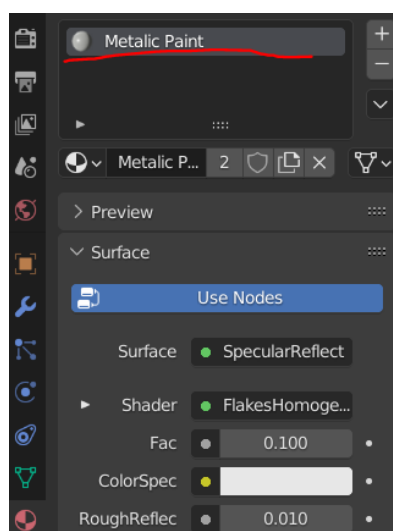 Metalic Paint
Metalic P... 2
Preview
Surface
Use Nodes
Surface SpecularReflect
Shader FlakesHomoge...
Fac 0.100
ColorSpec
RoughReflec 0.010